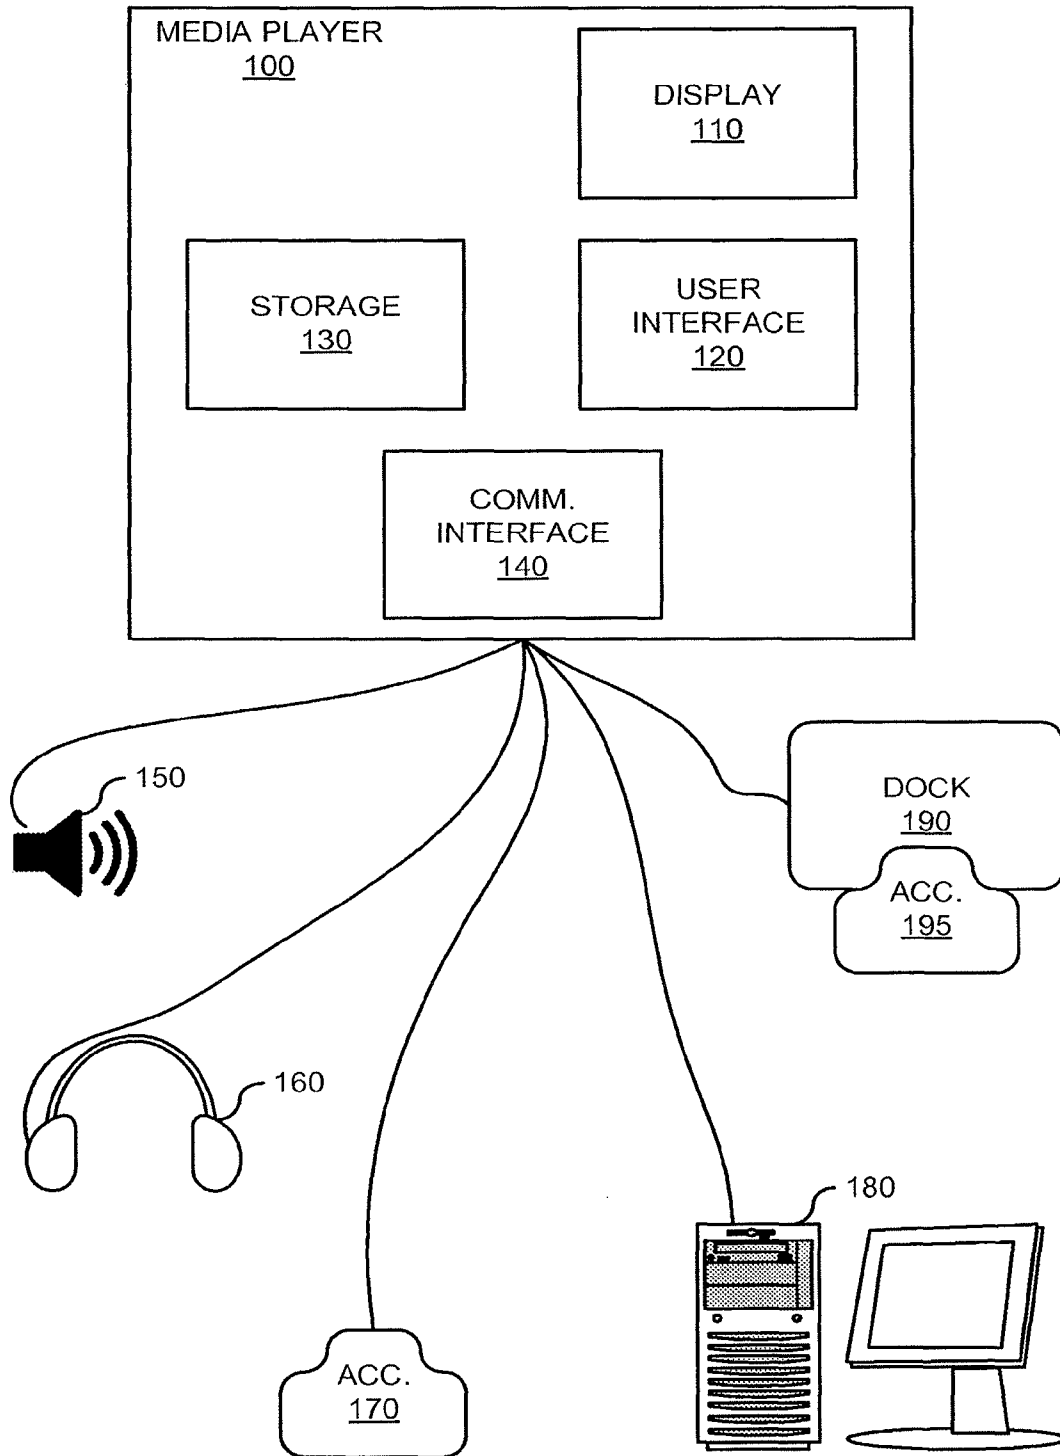 MEDIA PLAYER
100
DISPLAY
110
STORAGE
130
USER
INTERFACE
120
COMM.
INTERFACE
140
150
DOCK
190
ACC.
195
160
180
ACC.
170